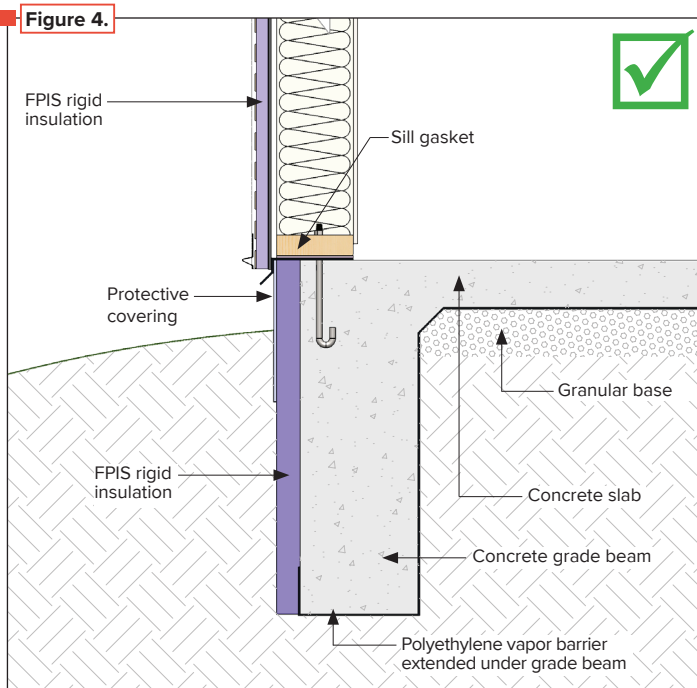 Figure 4.
FPIS rigid
insulation
Sill gasket
Protective
covering
Granular base
FPIS rigid
insulation
Concrete slab
Concrete grade beam
Polyethylene vapor barrier
extended under grade beam